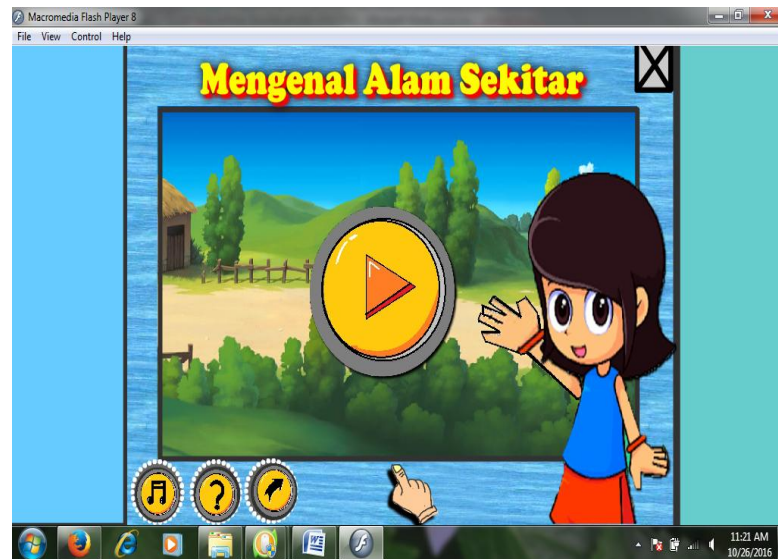 Macromedia Flash Player 8
File View Control Help
Mengenal Alam Sekitar
X
?
11:21 AM
10/26/2016